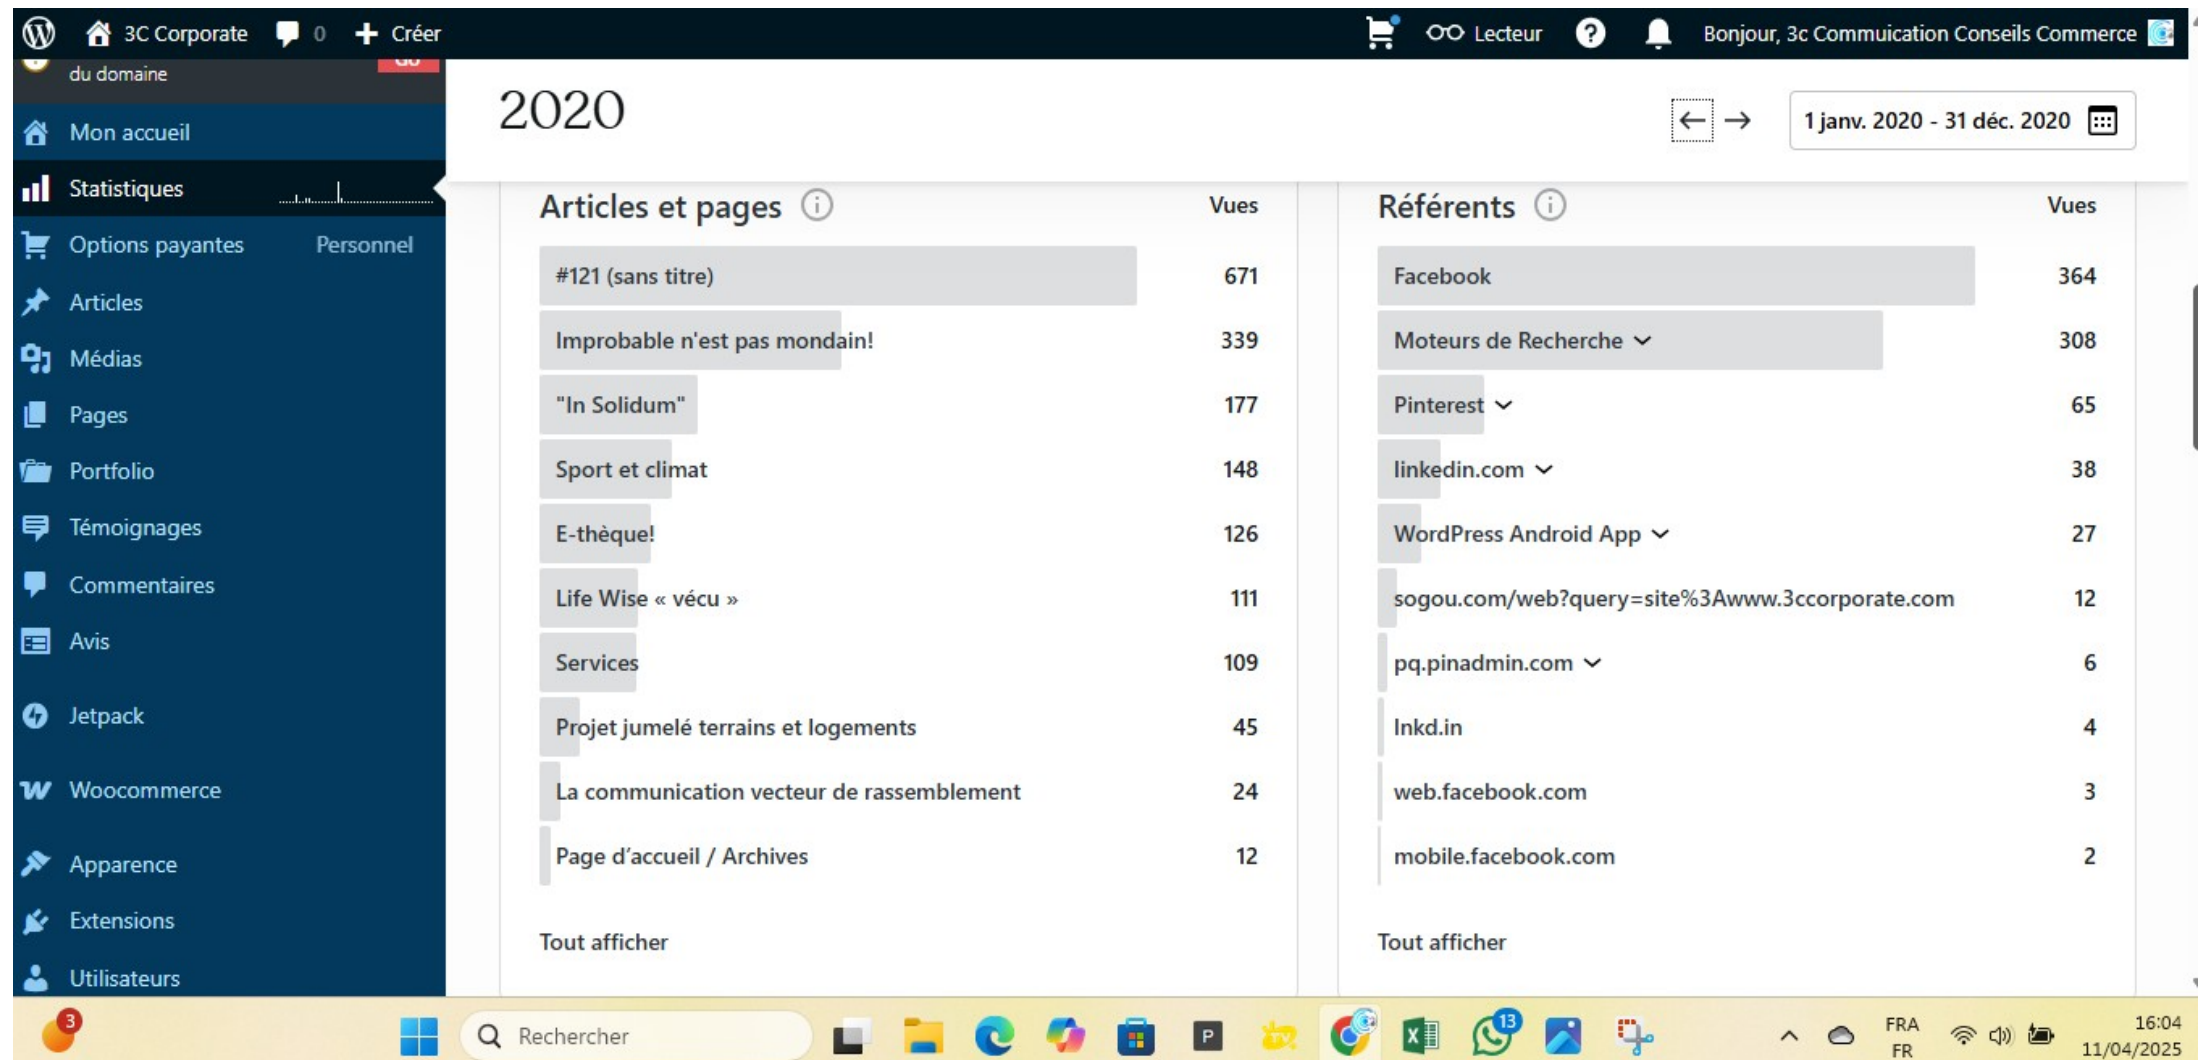 3C Corporate 0 Créer Lecteur Bonjour, 3c Commuication Conseils Commerce
du domaine
Mon accueil
Statistiques
Options payantes Personnel
Articles
Médias
Pages
Portfolio
Témoignages
Commentaires
Avis
Jetpack
Woocommerce
Apparence
Extensions
Utilisateurs
2020
1 janv. 2020 - 31 déc. 2020
Articles et pages Vues
#121 (sans titre) 671
Improbable n'est pas mondain! 339
"In Solidum" 177
Sport et climat 148
E-thèque! 126
Life Wise « vécu » 111
Services 109
Projet jumelé terrains et logements 45
La communication vecteur de rassemblement 24
Page d'accueil / Archives 12
Tout afficher
Référents Vues
Facebook 364
Moteurs de Recherche 308
Pinterest 65
linkedin.com 38
WordPress Android App 27
sogou.com/web?query=site%3Awww.3ccorporate.com 12
pq.pinadmin.com 6
lnkd.in 4
web.facebook.com 3
mobile.facebook.com 2
Tout afficher
3
Rechercher
P
13
FRA
FR
16:04
11/04/2025